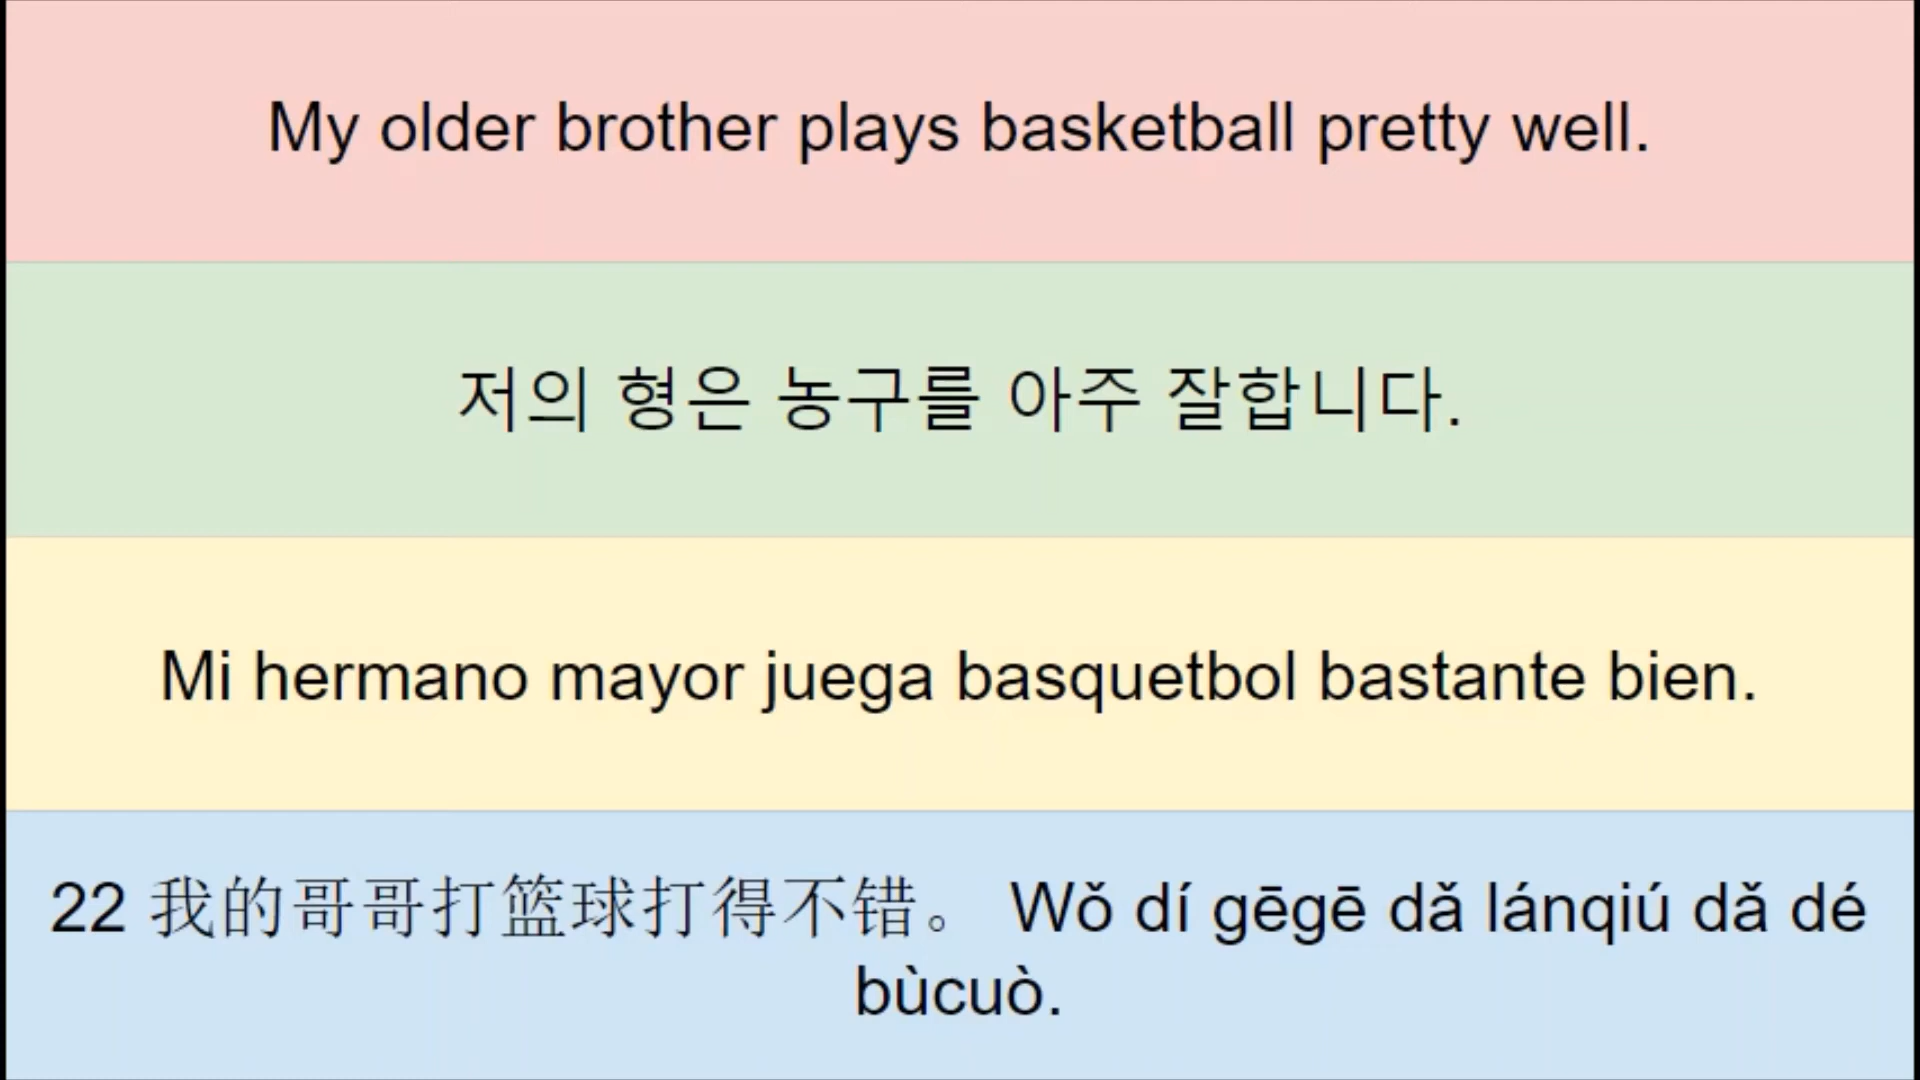 My older brother plays basketball pretty well.
저의 형은 농구를 아주 잘합니다.
Mi hermano mayor juega basquetbol bastante bien.
22 我的哥哥打篮球打得不错。 Wǒ dí gēgē dǎ lánqiú dǎ dé
bùcuò.